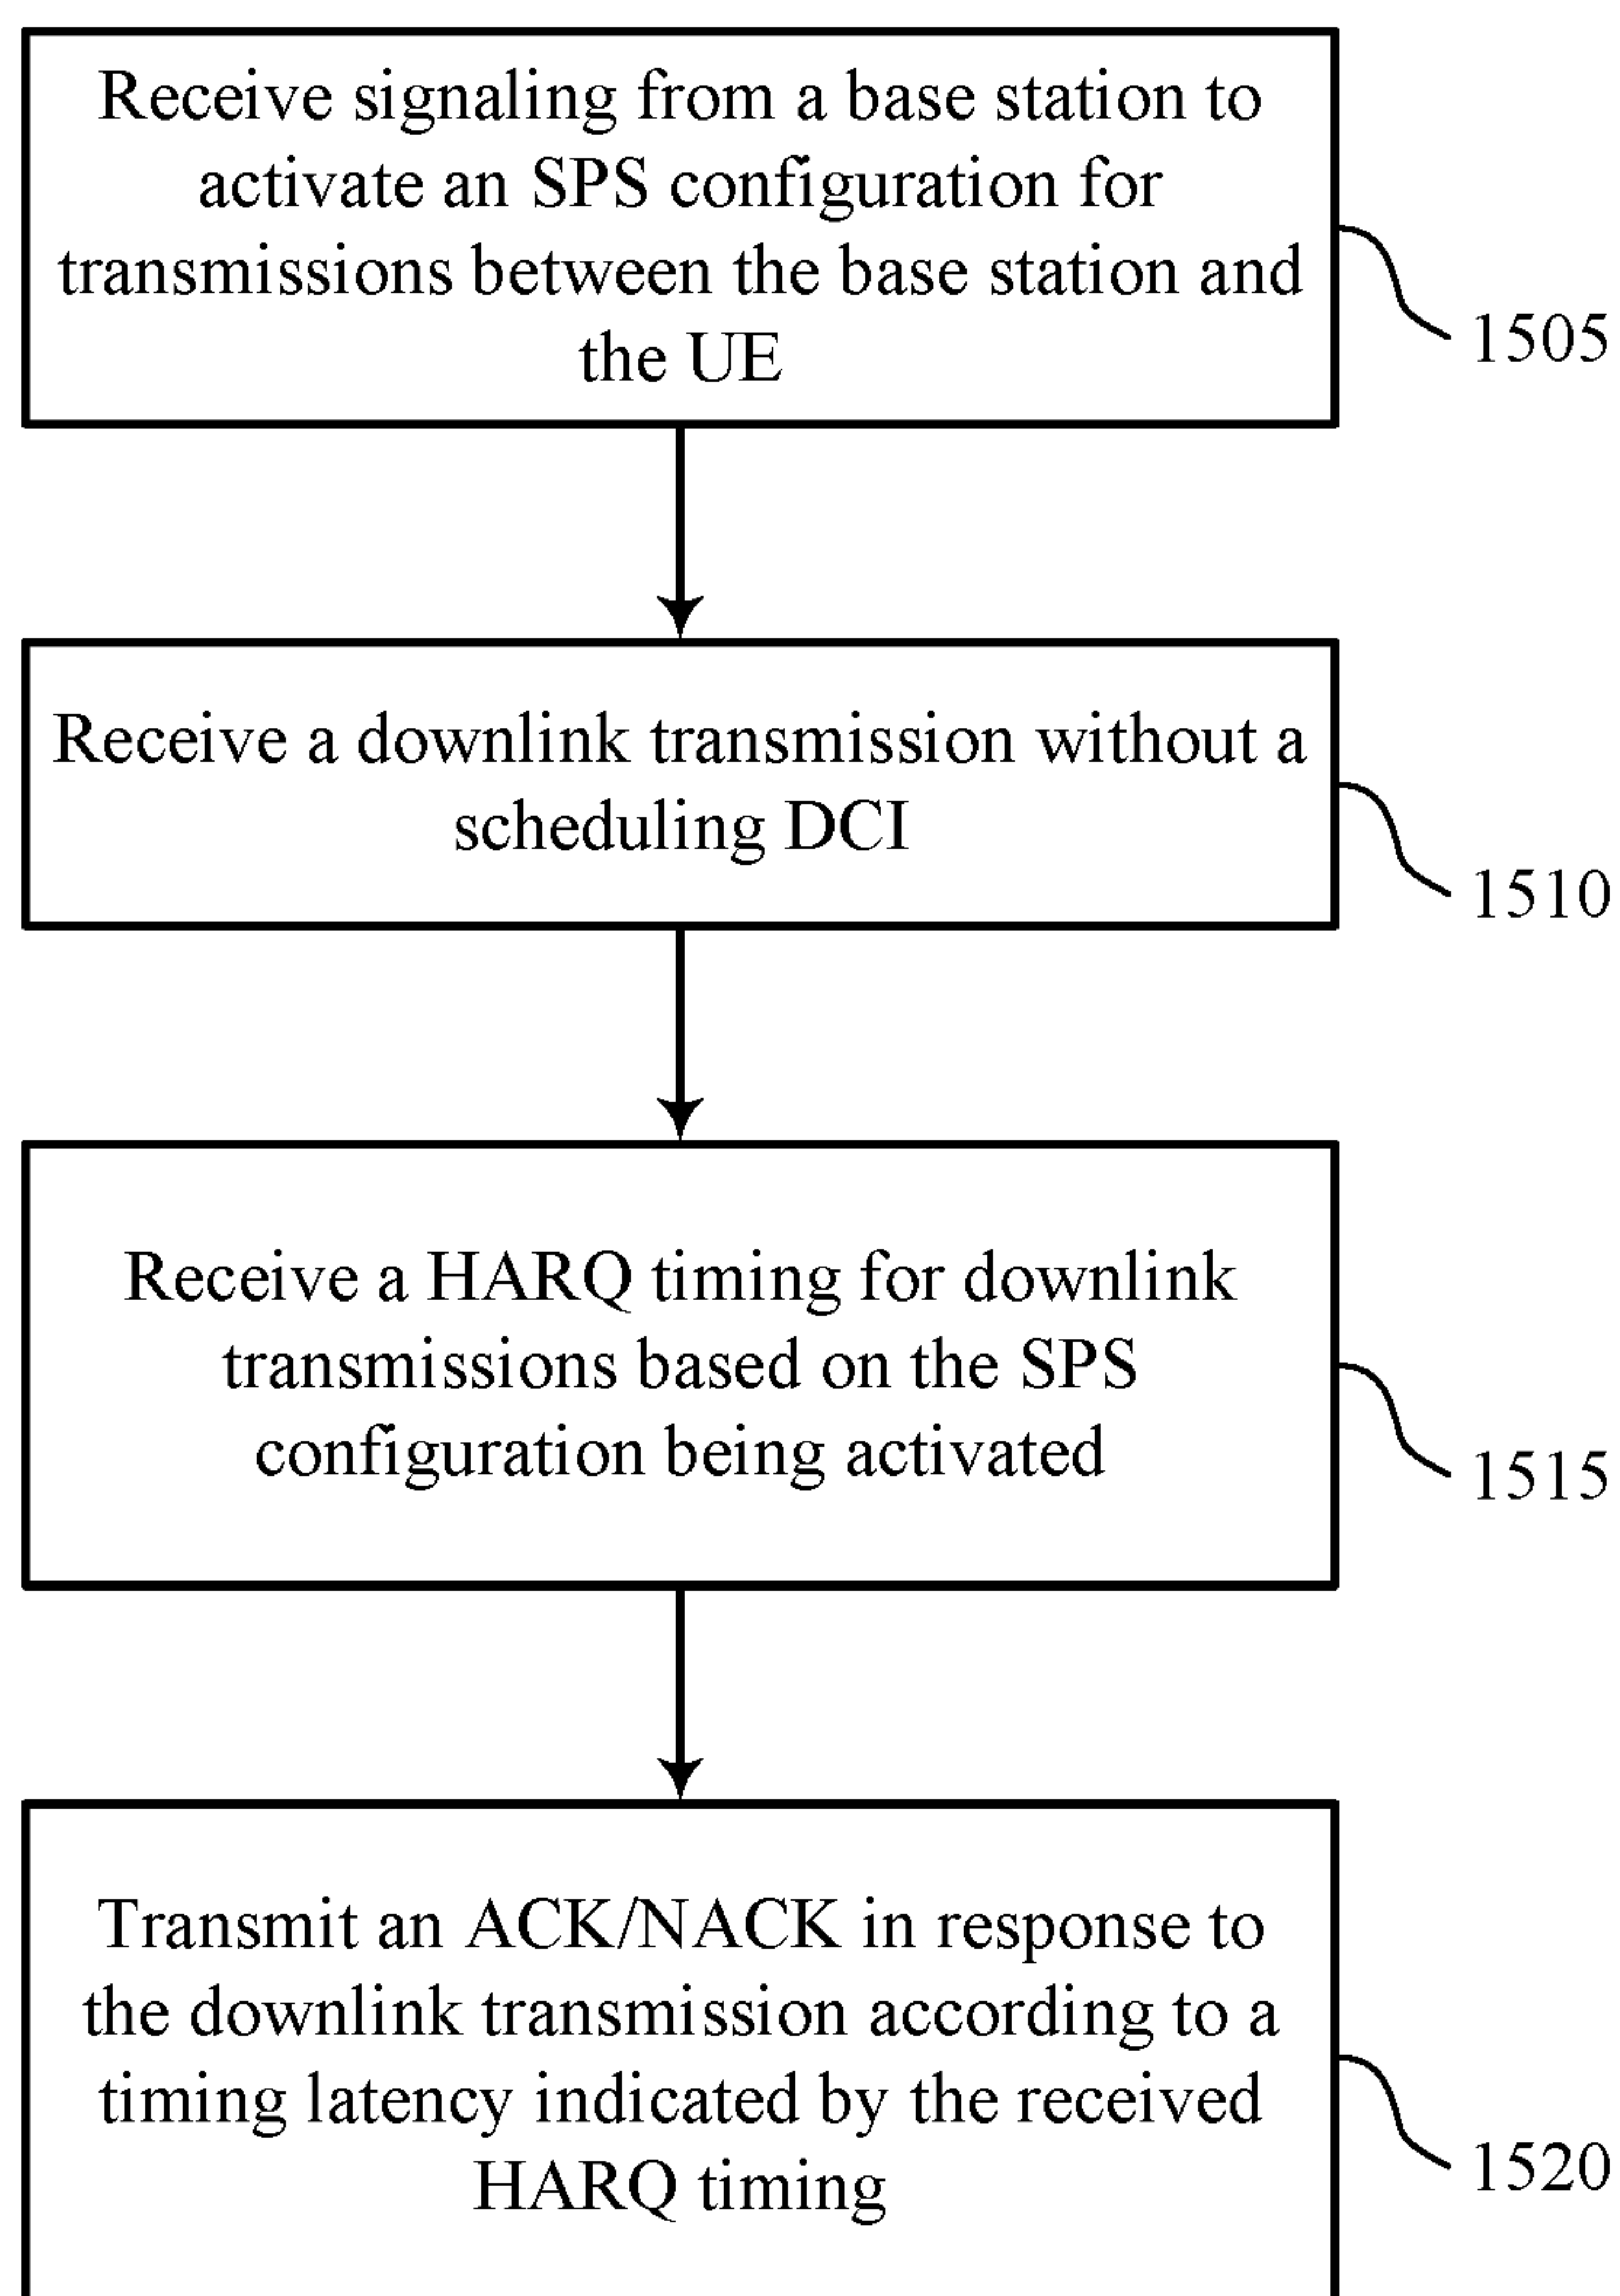 Receive signaling from a base station to
activate an SPS configuration for
transmissions between the base station and
the UE
1505
Receive a downlink transmission without a
scheduling DCI
1510
Receive a HARQ timing for downlink
transmissions based on the SPS
configuration being activated
1515
Transmit an ACK/NACK in response to
the downlink transmission according to a
timing latency indicated by the received
HARQ timing
1520